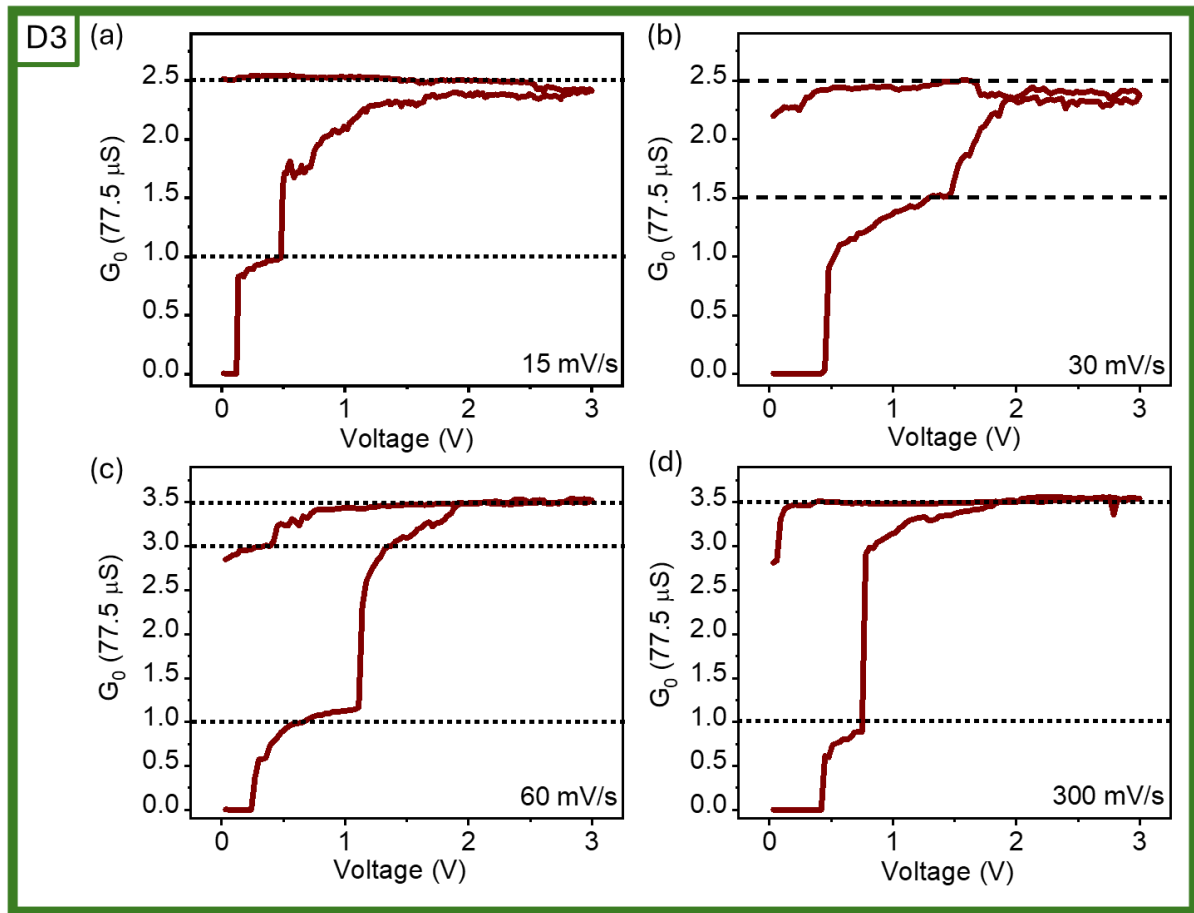 D3
(a)
2.5
2.0
1.5
1.0
0.5
0.0
G₀ (77.5 µS)
15 mV/s
0 1 2 3
Voltage (V)
(b)
2.5
2.0
1.5
1.0
0.5
0.0
G₀ (77.5 µS)
30 mV/s
0 1 2 3
Voltage (V)
(c)
3.5
3.0
2.5
2.0
1.5
1.0
0.5
0.0
G₀ (77.5 µS)
60 mV/s
0 1 2 3
Voltage (V)
(d)
3.5
3.0
2.5
2.0
1.5
1.0
0.5
0.0
G₀ (77.5 µS)
300 mV/s
0 1 2 3
Voltage (V)